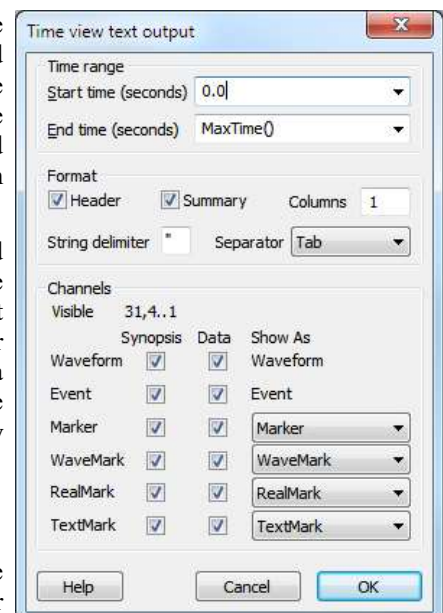 Time view text output
Time range
Start time (seconds) 0.0
End time (seconds) MaxTime()
Format
Header Summary Columns 1
String delimiter " Separator Tab
Channels
Visible 31,4..1
Synopsis Data Show As
Waveform Waveform
Event Event
Marker Marker
WaveMark WaveMark
RealMark RealMark
TextMark TextMark
Help Cancel OK